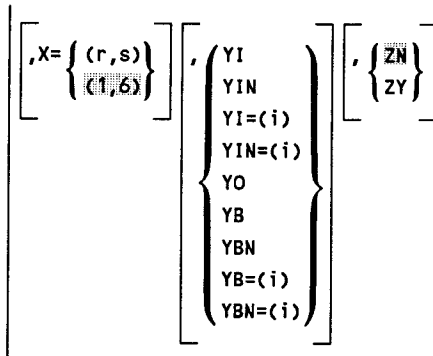 ,X= (r,s) , YI , ZN
(1,6) YIN ZY
YI=(i)
YIN=(i)
YO
YB
YBN
YB=(i)
YBN=(i)